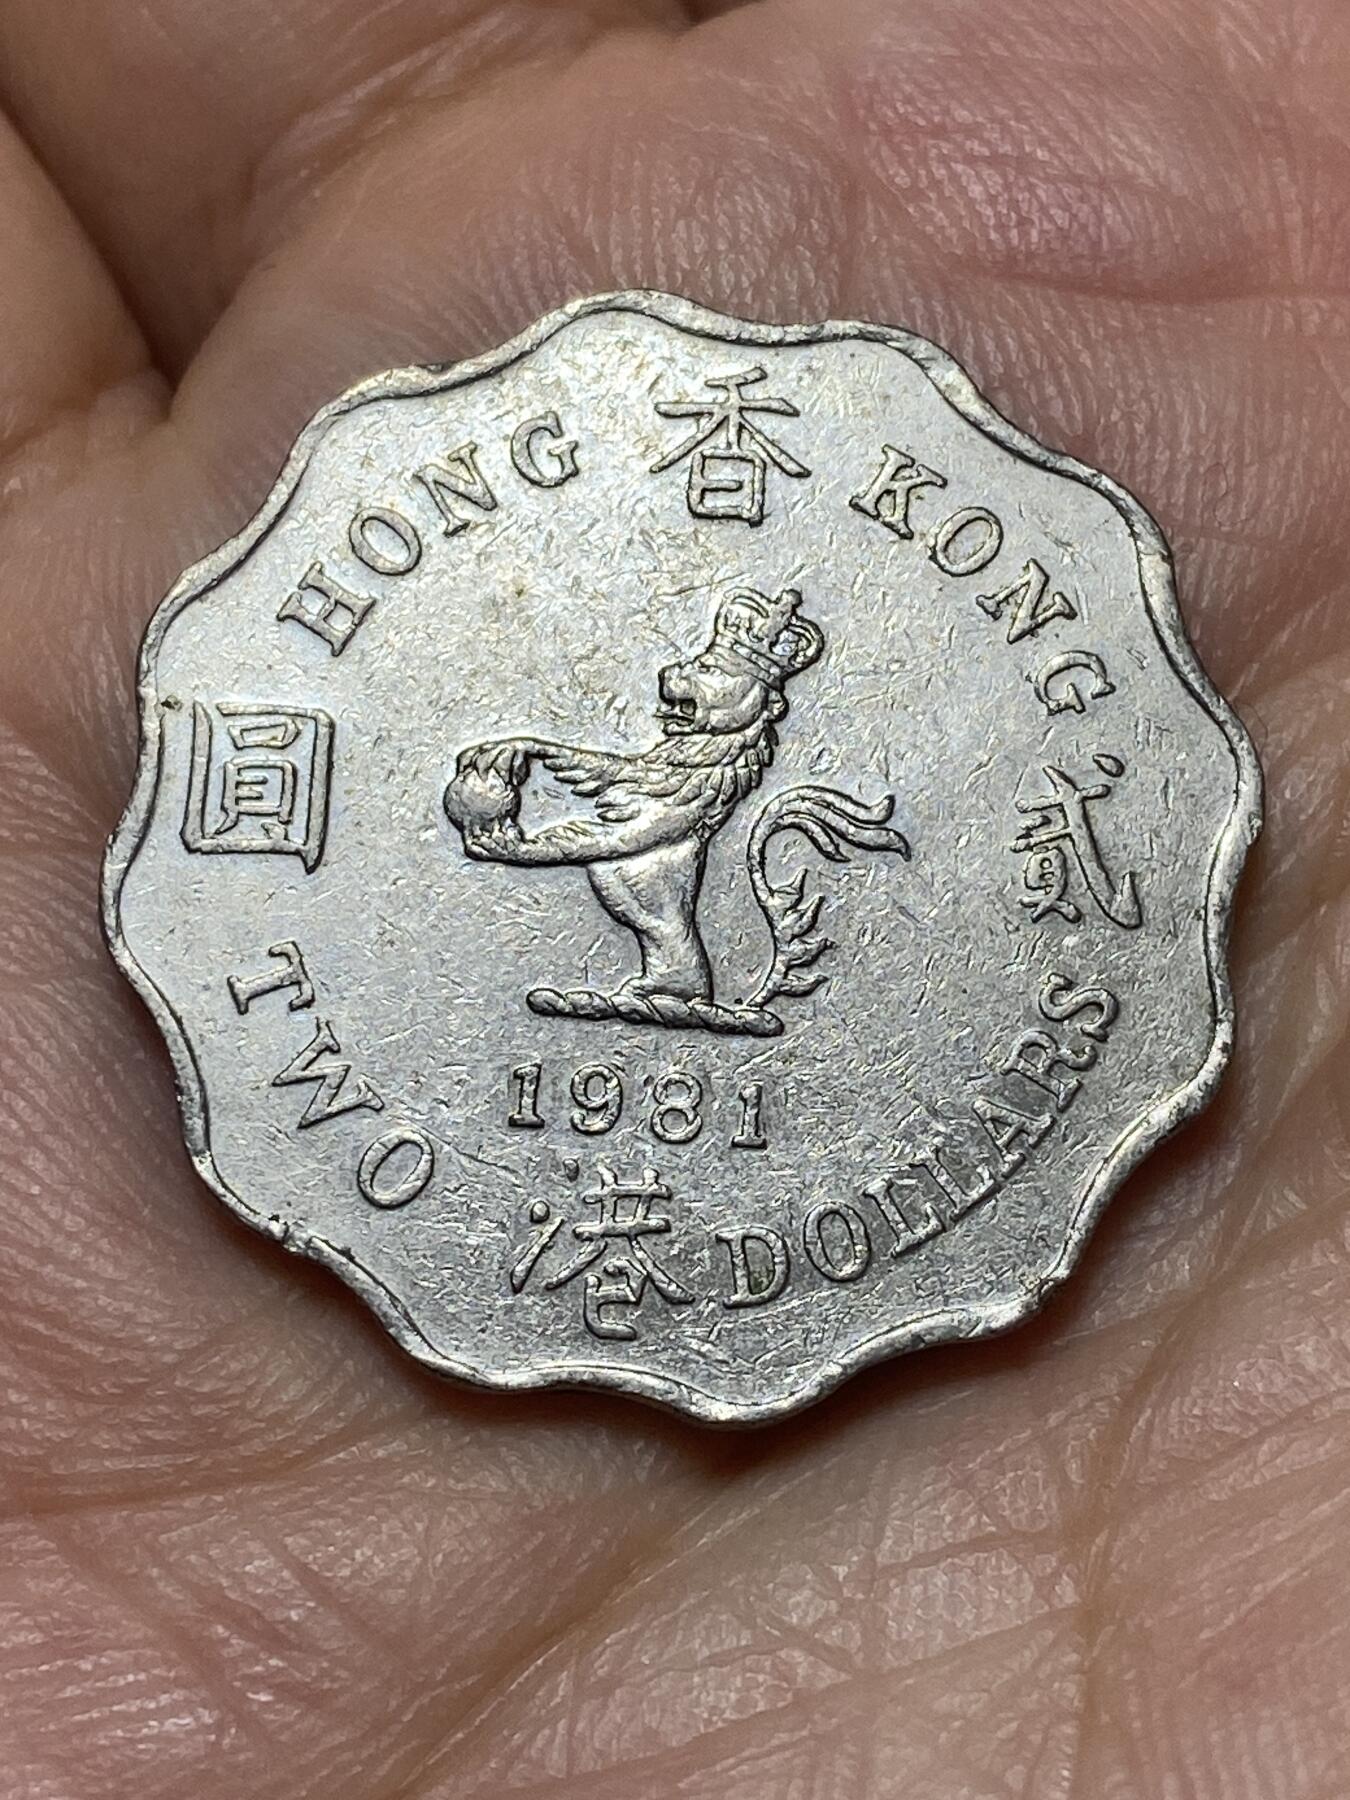 HONG KONG
香港
貳圓
TWO DOLLARS
1981